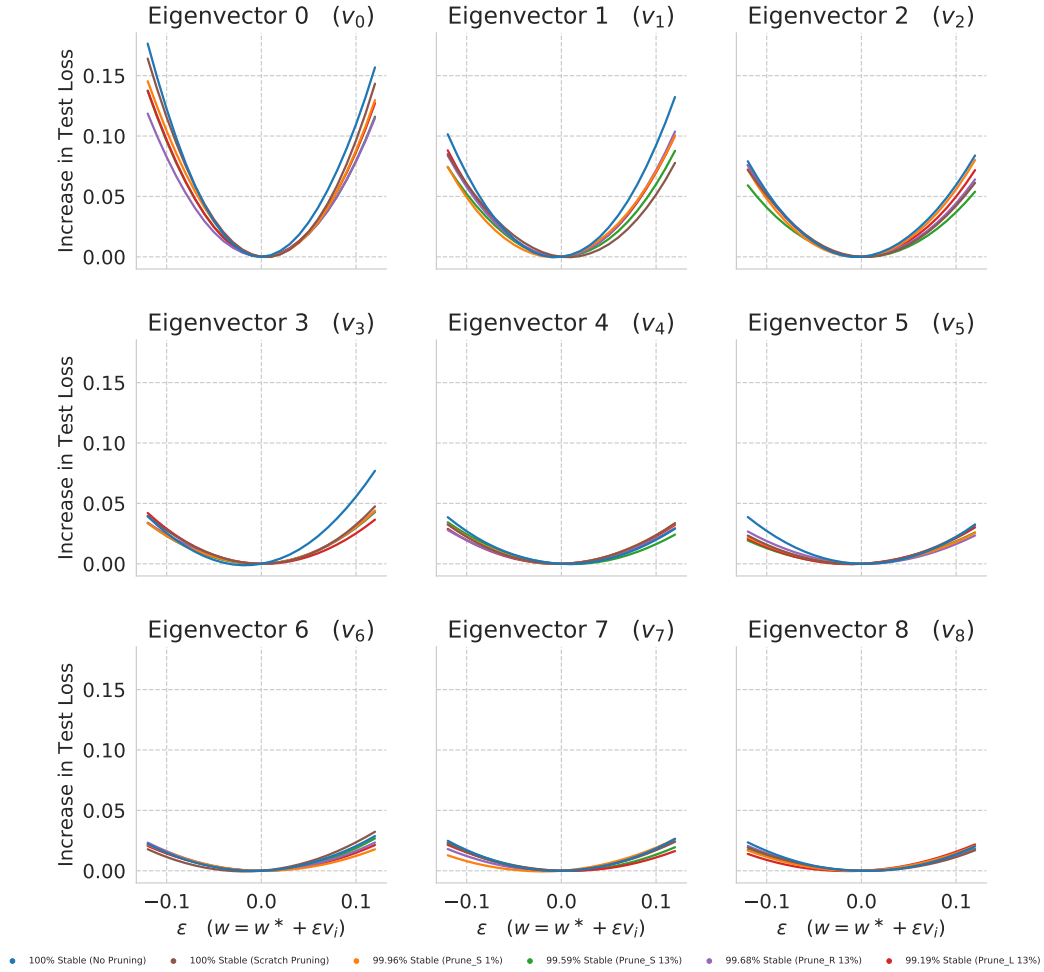 Eigenvector 0 (v₀)
Eigenvector 1 (v₁)
Eigenvector 2 (v₂)
Increase in Test Loss
0.15
0.10
0.05
0.00
Eigenvector 3 (v₃)
Eigenvector 4 (v₄)
Eigenvector 5 (v₅)
Increase in Test Loss
0.15
0.10
0.05
0.00
Eigenvector 6 (v₆)
Eigenvector 7 (v₇)
Eigenvector 8 (v₈)
Increase in Test Loss
0.15
0.10
0.05
0.00
−0.1 0.0 0.1
−0.1 0.0 0.1
−0.1 0.0 0.1
ε (w = w* + εvᵢ)
ε (w = w* + εvᵢ)
ε (w = w* + εvᵢ)
100% Stable (No Pruning)
100% Stable (Scratch Pruning)
99.96% Stable (Prune_S 1%)
99.59% Stable (Prune_S 13%)
99.68% Stable (Prune_R 13%)
99.19% Stable (Prune_L 13%)